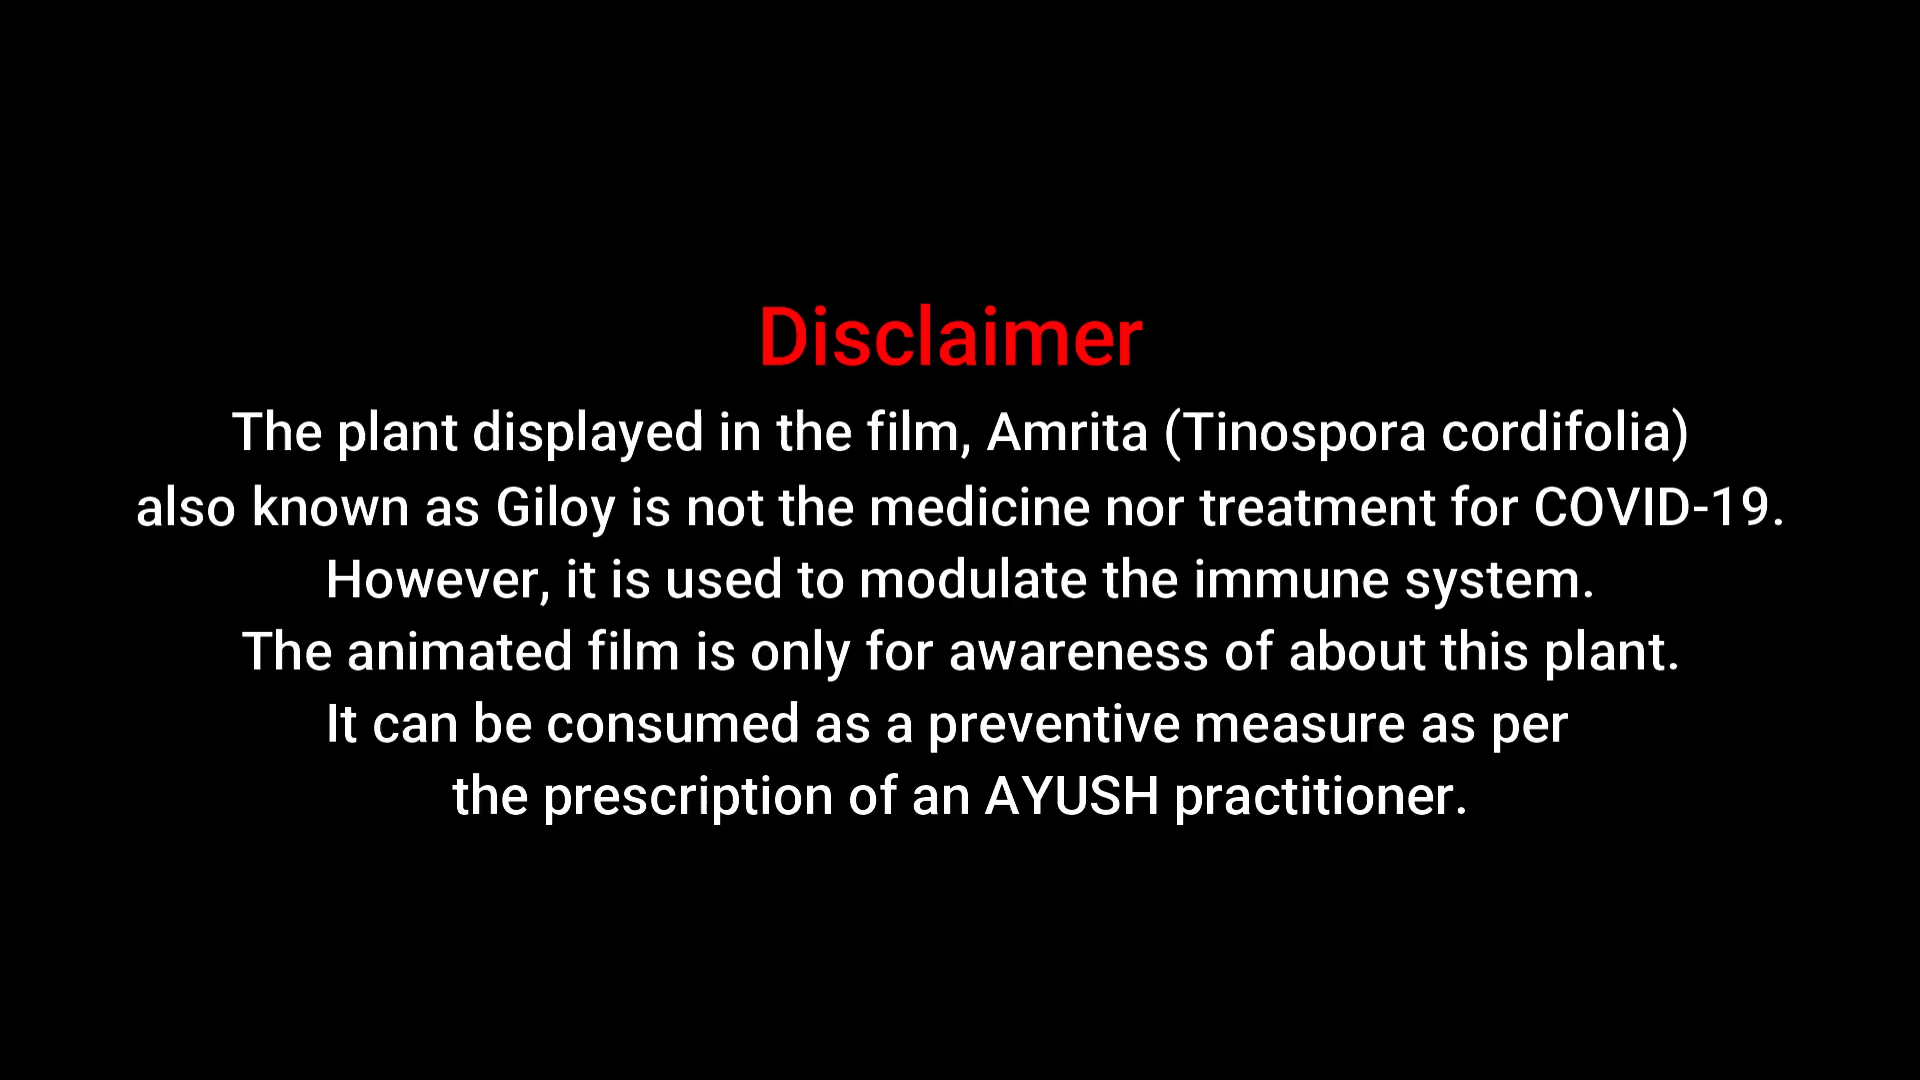 Disclaimer
The plant displayed in the film, Amrita (Tinospora cordifolia)
also known as Giloy is not the medicine nor treatment for COVID-19.
However, it is used to modulate the immune system.
The animated film is only for awareness of about this plant.
It can be consumed as a preventive measure as per
the prescription of an AYUSH practitioner.